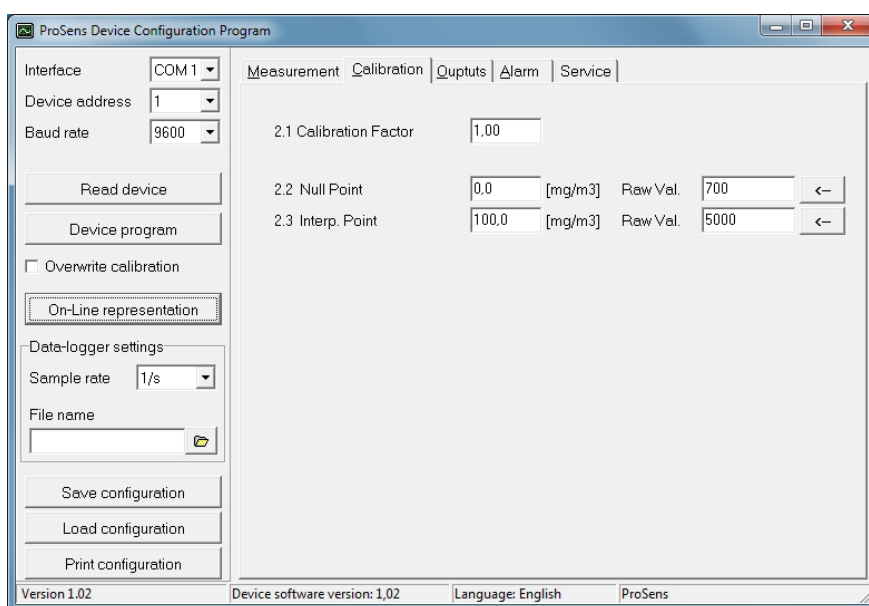 ProSens Device Configuration Program
Interface COM 1
Device address 1
Baud rate 9600
Read device
Device program
Overwrite calibration
On-Line representation
Data-logger settings
Sample rate 1/s
File name
Save configuration
Load configuration
Print configuration
Measurement Calibration Ouptuts Alarm Service
2.1 Calibration Factor 1,00
2.2 Null Point 0,0 [mg/m3] Raw Val. 700 <--
2.3 Interp. Point 100,0 [mg/m3] Raw Val. 5000 <--
Version 1.02 Device software version: 1,02 Language: English ProSens